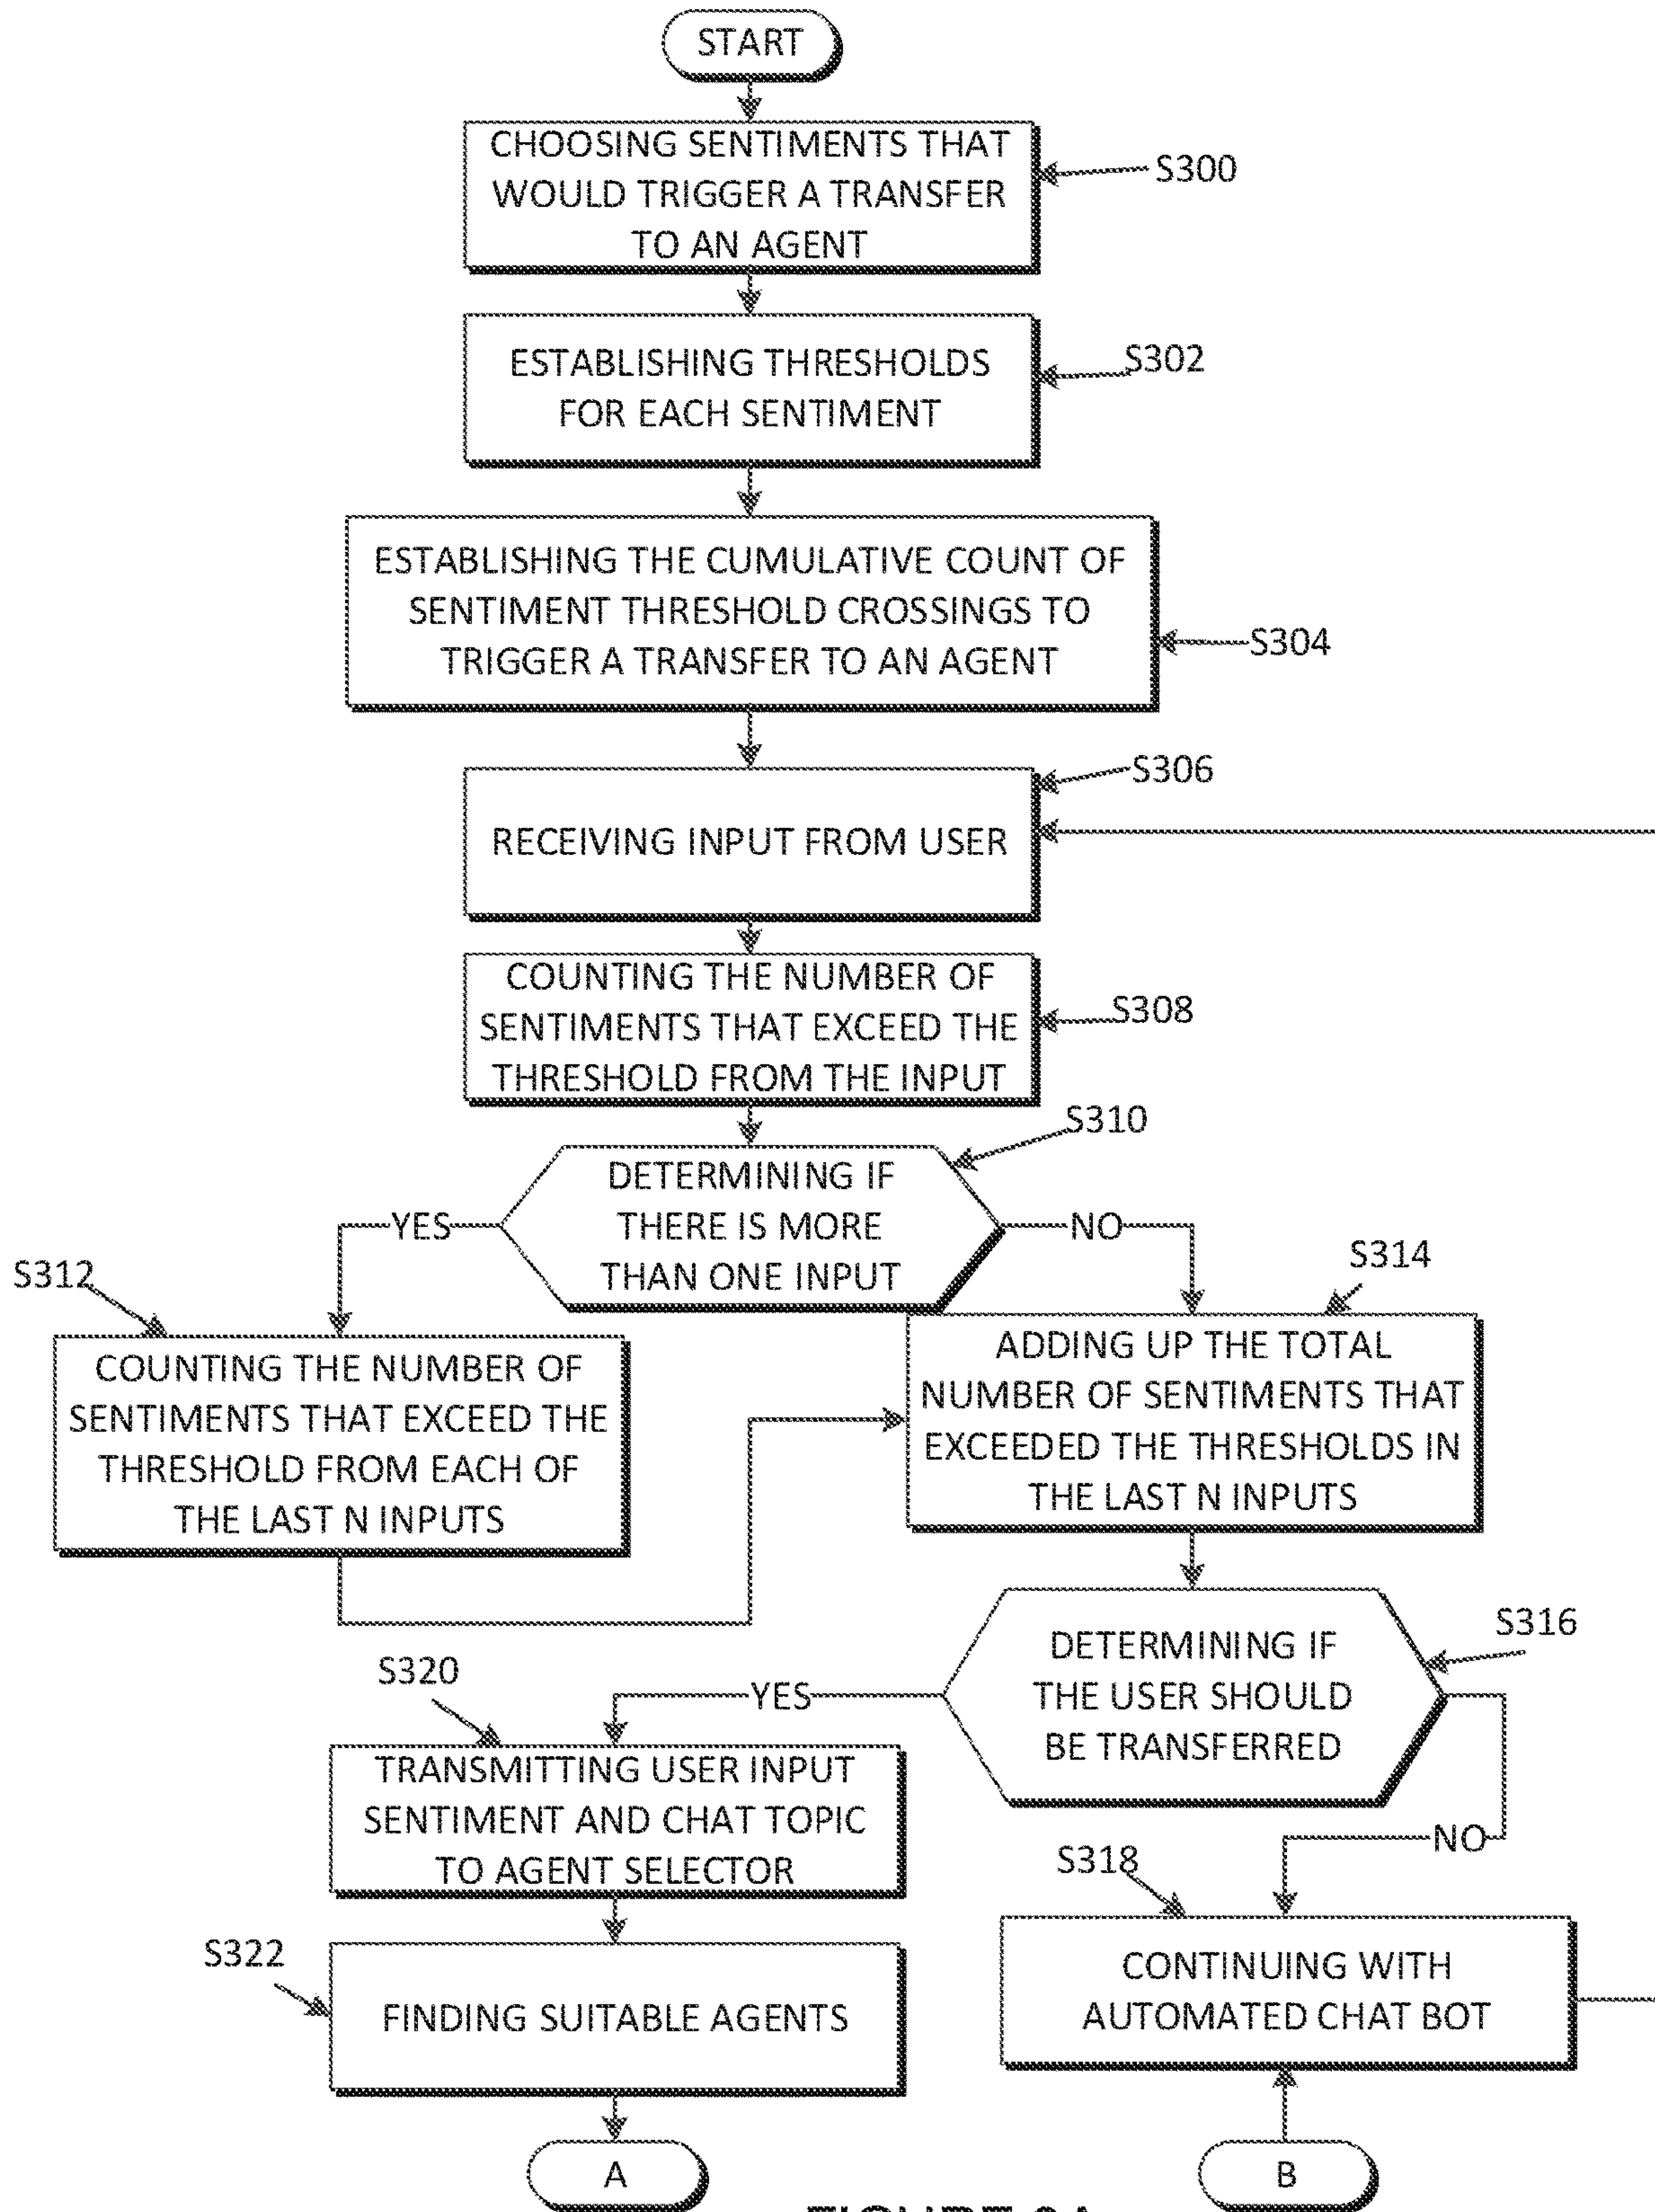 START
CHOOSING SENTIMENTS THAT
WOULD TRIGGER A TRANSFER
TO AN AGENT
S300
ESTABLISHING THRESHOLDS
FOR EACH SENTIMENT
S302
ESTABLISHING THE CUMULATIVE COUNT OF
SENTIMENT THRESHOLD CROSSINGS TO
TRIGGER A TRANSFER TO AN AGENT
S304
RECEIVING INPUT FROM USER
S306
COUNTING THE NUMBER OF
SENTIMENTS THAT EXCEED THE
THRESHOLD FROM THE INPUT
S308
DETERMINING IF
THERE IS MORE
THAN ONE INPUT
S310
YES
NO
S312
COUNTING THE NUMBER OF
SENTIMENTS THAT EXCEED THE
THRESHOLD FROM EACH OF
THE LAST N INPUTS
S314
ADDING UP THE TOTAL
NUMBER OF SENTIMENTS THAT
EXCEEDED THE THRESHOLDS IN
THE LAST N INPUTS
S316
DETERMINING IF
THE USER SHOULD
BE TRANSFERRED
YES
NO
S320
TRANSMITTING USER INPUT
SENTIMENT AND CHAT TOPIC
TO AGENT SELECTOR
S318
CONTINUING WITH
AUTOMATED CHAT BOT
S322
FINDING SUITABLE AGENTS
A
B